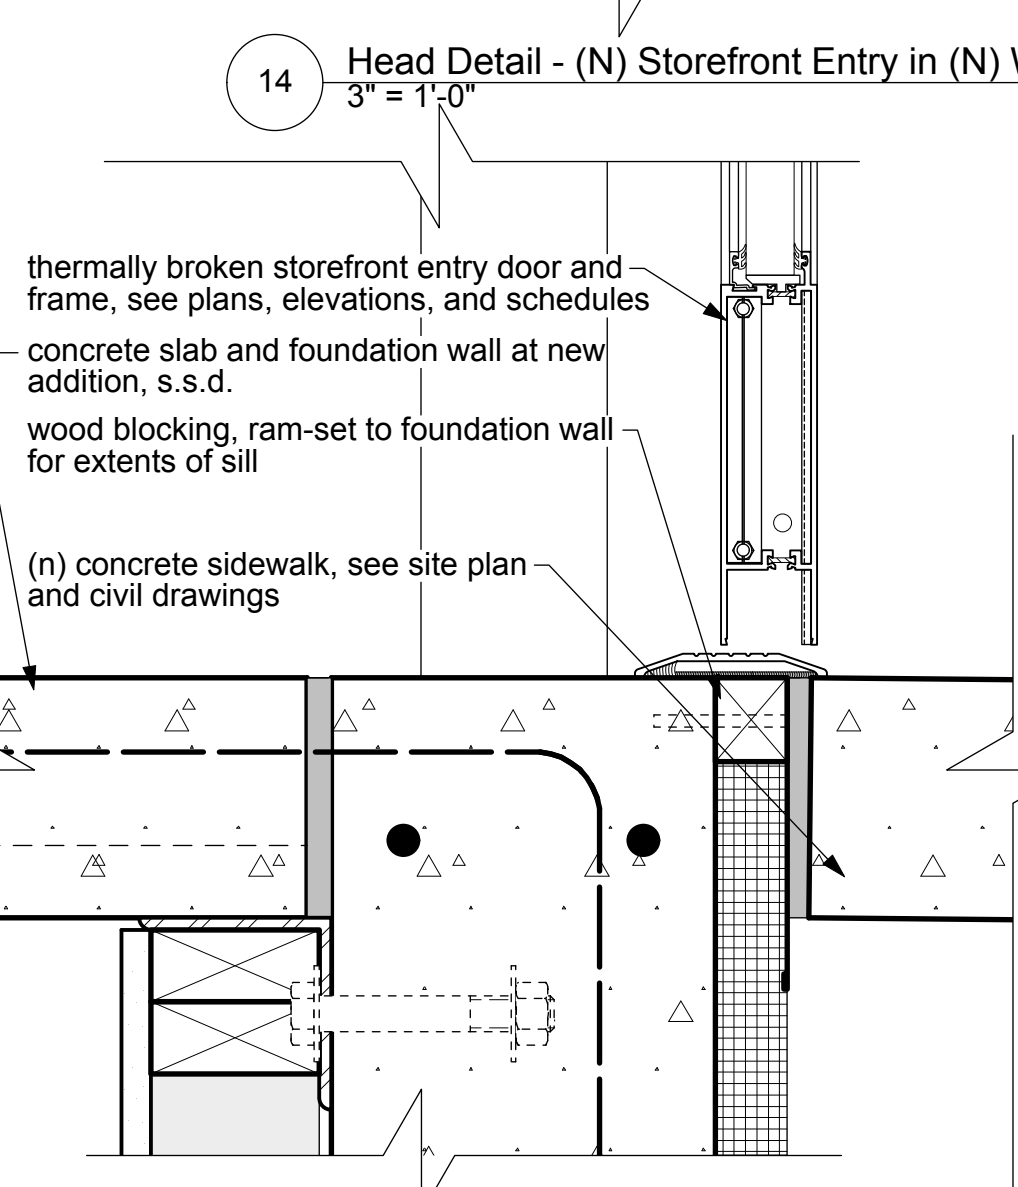 14
Head Detail - (N) Storefront Entry in (N)
3" = 1'-0"
thermally broken storefront entry door and
frame, see plans, elevations, and schedules
concrete slab and foundation wall at new
addition, s.s.d.
wood blocking, ram-set to foundation wall
for extents of sill
(n) concrete sidewalk, see site plan
and civil drawings